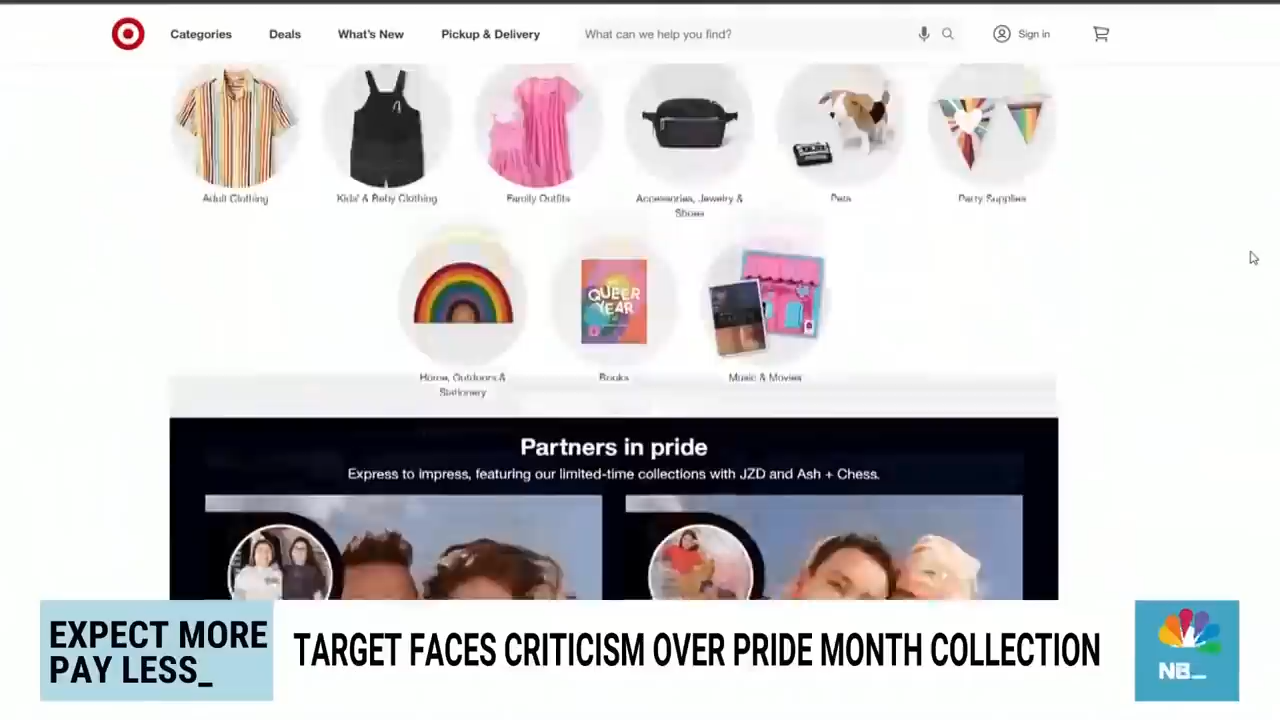 Categories
Deals
What's New
Pickup & Delivery
What can we help you find?
Sign in
Adult Clothing
Kids' & Baby Clothing
Family Outfits
Accessories, Jewelry &
Shoes
Pets
Party Supplies
QUEER
YEAR
Home, Outdoors &
Stationery
Books
Music & Movies
Partners in pride
Express to impress, featuring our limited-time collections with JZD and Ash + Chess.
EXPECT MORE
PAY LESS_
TARGET FACES CRITICISM OVER PRIDE MONTH COLLECTION
NB_